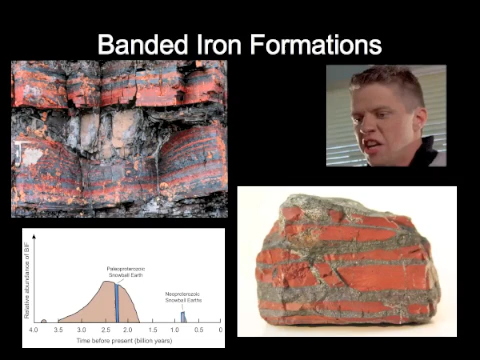 Banded Iron Formations
Relative abundance of BIF
Paleoproterozoic
Snowball Earth
Neoproterozoic
Snowball Earths
4.0 3.5 3.0 2.5 2.0 1.5 1.0 0.5 0
Time before present (billion years)